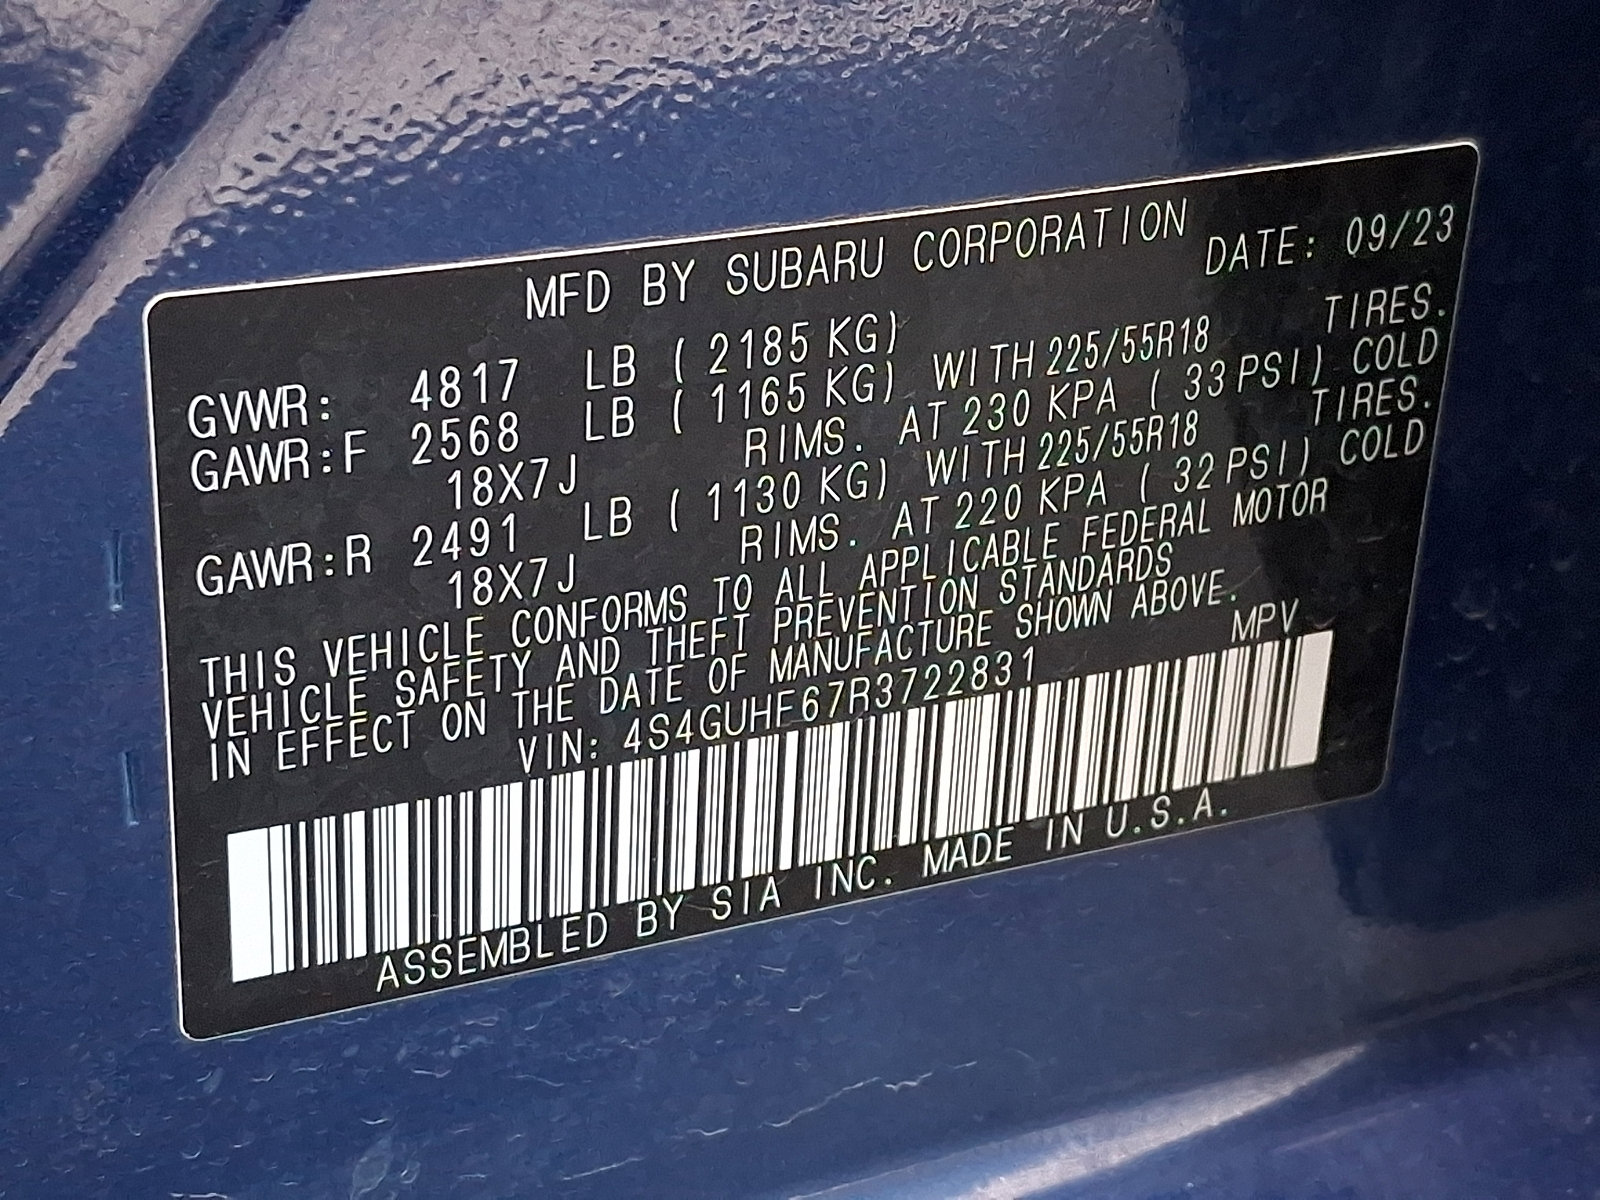 MFD BY SUBARU CORPORATION
DATE: 09/23
GVWR: 4817 LB ( 2185 KG)
GAWR:F 2568 LB ( 1165 KG) WITH 225/55R18 TIRES.
18X7J RIMS. AT 230 KPA ( 33 PSI) COLD
GAWR:R 2491 LB ( 1130 KG) WITH 225/55R18 TIRES.
18X7J RIMS. AT 220 KPA ( 32 PSI) COLD
THIS VEHICLE CONFORMS TO ALL APPLICABLE FEDERAL MOTOR
VEHICLE SAFETY AND THEFT PREVENTION STANDARDS
IN EFFECT ON THE DATE OF MANUFACTURE SHOWN ABOVE.
VIN: 4S4GUHF67R3722831 MPV
ASSEMBLED BY SIA INC. MADE IN U.S.A.